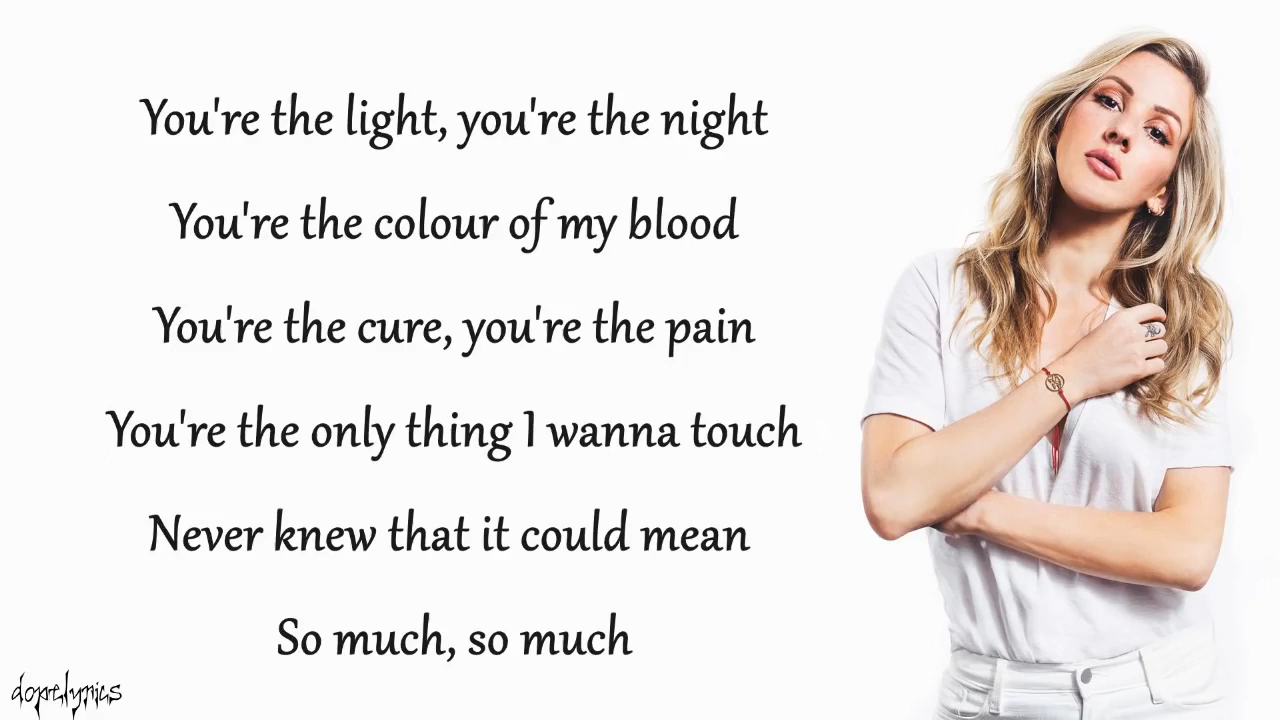 You're the light, you're the night
You're the colour of my blood
You're the cure, you're the pain
You're the only thing I wanna touch
Never knew that it could mean
So much, so much
dopelyrics